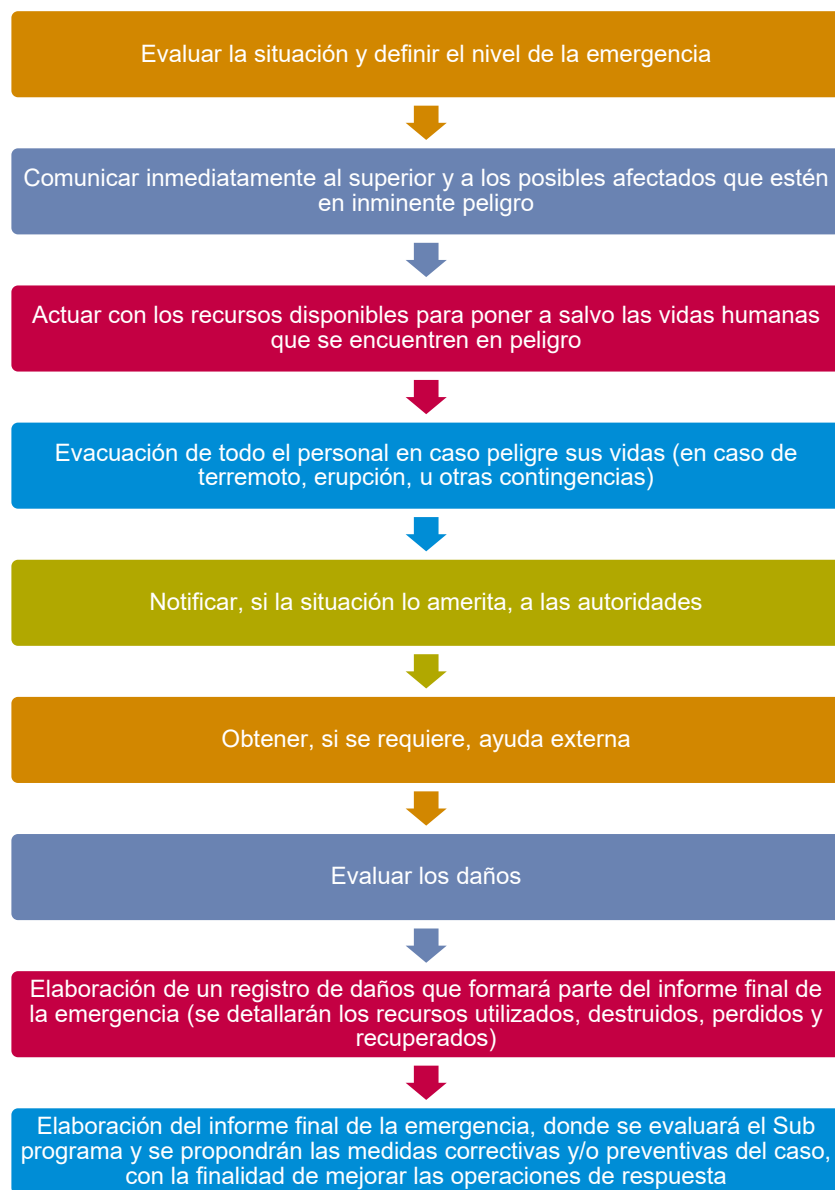 Evaluar la situación y definir el nivel de la emergencia
Comunicar inmediatamente al superior y a los posibles afectados que estén
en inminente peligro
Actuar con los recursos disponibles para poner a salvo las vidas humanas
que se encuentren en peligro
Evacuación de todo el personal en caso peligre sus vidas (en caso de
terremoto, erupción, u otras contingencias)
Notificar, si la situación lo amerita, a las autoridades
Obtener, si se requiere, ayuda externa
Evaluar los daños
Elaboración de un registro de daños que formará parte del informe final de
la emergencia (se detallarán los recursos utilizados, destruidos, perdidos y
recuperados)
Elaboración del informe final de la emergencia, donde se evaluará el Sub
programa y se propondrán las medidas correctivas y/o preventivas del caso,
con la finalidad de mejorar las operaciones de respuesta